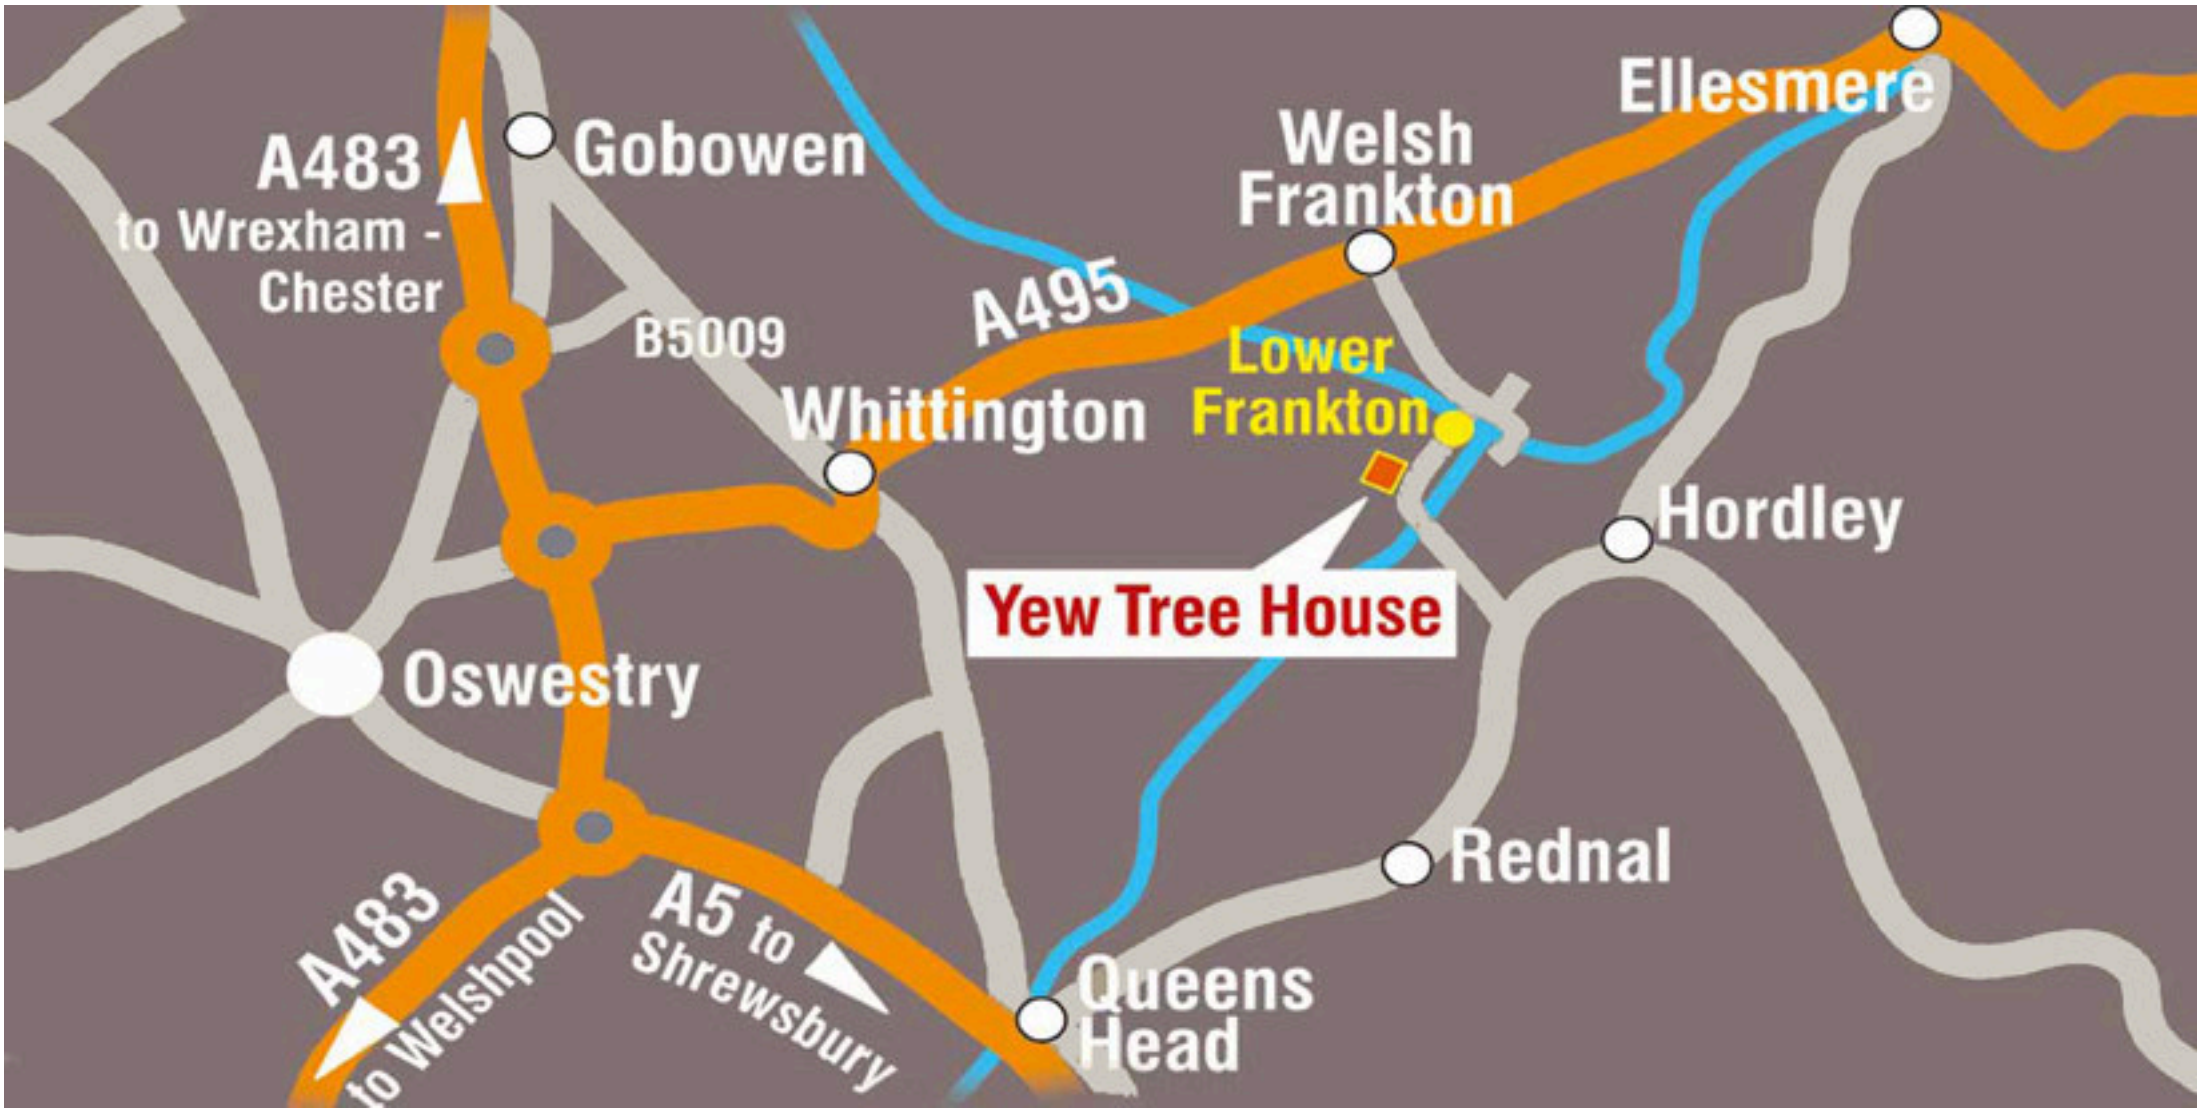 Ellesmere
Welsh
Frankton
A483
to Wrexham -
Chester
Gobowen
A495
B5009
Lower
Frankton
Whittington
Hordley
Yew Tree House
Oswestry
Rednal
A483
to Welshpool
A5 to
Shrewsbury
Queens
Head